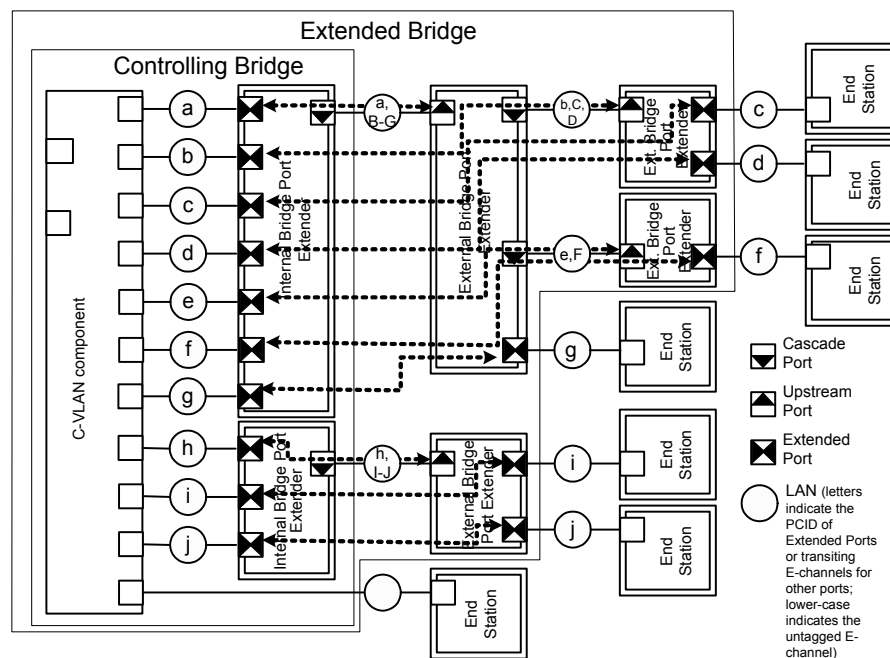 Extended Bridge
Controlling Bridge
C-VLAN component
a
b
c
d
e
f
g
h
i
j
Internal Bridge Port
Extender
Internal Bridge Port
Extender
a,
B-G
h,
I-J
External Bridge Port
Extender
External Bridge
Port Extender
b,C,
D
e,F
Ext. Bridge
Port
Extender
Ext. Bridge
Port
Extender
c
d
f
g
i
j
End
Station
End
Station
End
Station
End
Station
End
Station
End
Station
End
Station
Cascade
Port
Upstream
Port
Extended
Port
LAN (letters
indicate the
PCID of
Extended Ports
or transiting
E-channels for
other ports;
lower-case
indicates the
untagged E-
channel)